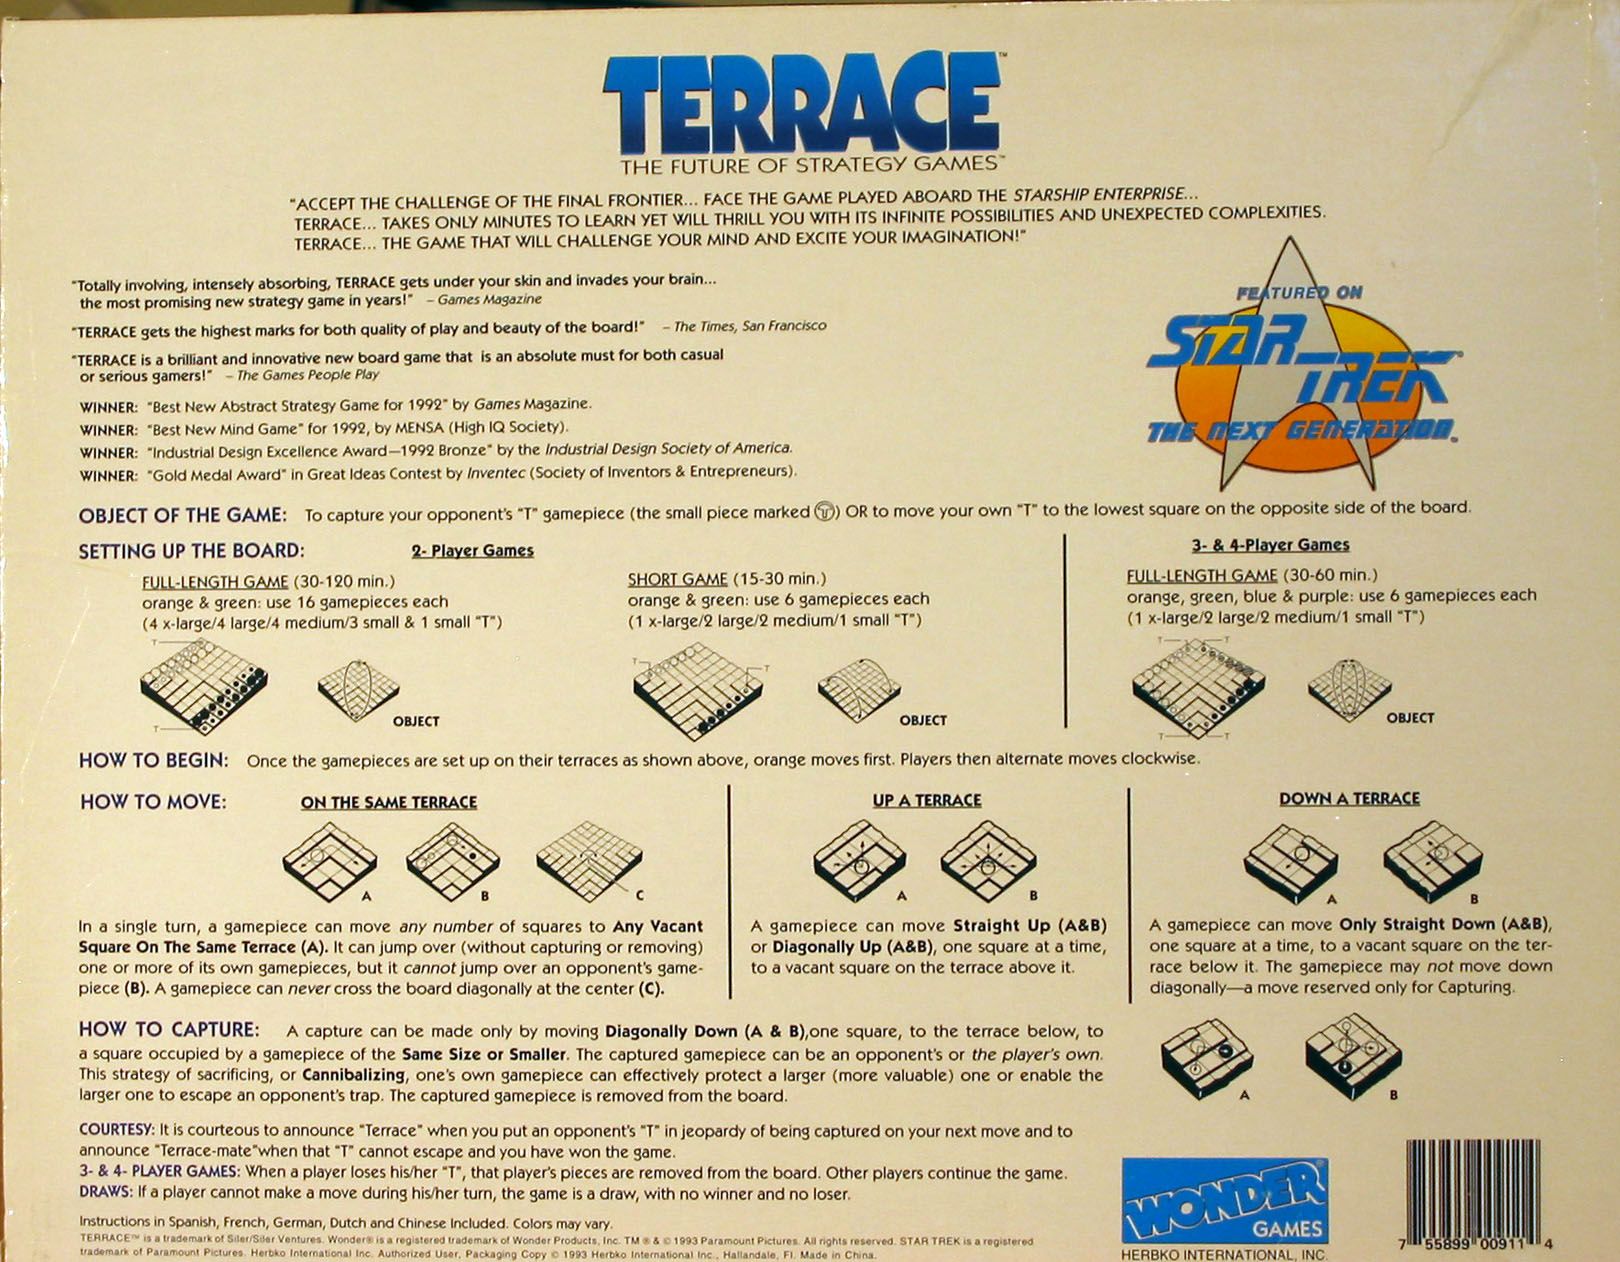 TERRACE™
THE FUTURE OF STRATEGY GAMES™
"ACCEPT THE CHALLENGE OF THE FINAL FRONTIER... FACE THE GAME PLAYED ABOARD THE STARSHIP ENTERPRISE...
TERRACE... TAKES ONLY MINUTES TO LEARN YET WILL THRILL YOU WITH ITS INFINITE POSSIBILITIES AND UNEXPECTED COMPLEXITIES.
TERRACE... THE GAME THAT WILL CHALLENGE YOUR MIND AND EXCITE YOUR IMAGINATION!"
"Totally involving, intensely absorbing, TERRACE gets under your skin and invades your brain...
the most promising new strategy game in years!" – Games Magazine
"TERRACE gets the highest marks for both quality of play and beauty of the board!" – The Times, San Francisco
"TERRACE is a brilliant and innovative new board game that is an absolute must for both casual
or serious gamers!" – The Games People Play
WINNER: "Best New Abstract Strategy Game for 1992" by Games Magazine.
WINNER: "Best New Mind Game" for 1992, by MENSA (High IQ Society).
WINNER: "Industrial Design Excellence Award—1992 Bronze" by the Industrial Design Society of America.
WINNER: "Gold Medal Award" in Great Ideas Contest by Inventec (Society of Inventors & Entrepreneurs).
FEATURED ON
STAR
TREK
THE NEXT GENERATION
OBJECT OF THE GAME: To capture your opponent's "T" gamepiece (the small piece marked Ⓣ) OR to move your own "T" to the lowest square on the opposite side of the board.
SETTING UP THE BOARD:
2- Player Games
FULL-LENGTH GAME (30-120 min.)
orange & green: use 16 gamepieces each
(4 x-large/4 large/4 medium/3 small & 1 small "T")
T
T
OBJECT
SHORT GAME (15-30 min.)
orange & green: use 6 gamepieces each
(1 x-large/2 large/2 medium/1 small "T")
T
T
OBJECT
3- & 4-Player Games
FULL-LENGTH GAME (30-60 min.)
orange, green, blue & purple: use 6 gamepieces each
(1 x-large/2 large/2 medium/1 small "T")
T T
T T
OBJECT
HOW TO BEGIN: Once the gamepieces are set up on their terraces as shown above, orange moves first. Players then alternate moves clockwise.
HOW TO MOVE:
ON THE SAME TERRACE
A B C
In a single turn, a gamepiece can move any number of squares to Any Vacant
Square On The Same Terrace (A). It can jump over (without capturing or removing)
one or more of its own gamepieces, but it cannot jump over an opponent's game-
piece (B). A gamepiece can never cross the board diagonally at the center (C).
UP A TERRACE
A B
A gamepiece can move Straight Up (A&B)
or Diagonally Up (A&B), one square at a time,
to a vacant square on the terrace above it.
DOWN A TERRACE
A B
A gamepiece can move Only Straight Down (A&B),
one square at a time, to a vacant square on the ter-
race below it. The gamepiece may not move down
diagonally—a move reserved only for Capturing.
HOW TO CAPTURE: A capture can be made only by moving Diagonally Down (A & B),one square, to the terrace below, to
a square occupied by a gamepiece of the Same Size or Smaller. The captured gamepiece can be an opponent's or the player's own.
This strategy of sacrificing, or Cannibalizing, one's own gamepiece can effectively protect a larger (more valuable) one or enable the
larger one to escape an opponent's trap. The captured gamepiece is removed from the board.
A B
COURTESY: It is courteous to announce "Terrace" when you put an opponent's "T" in jeopardy of being captured on your next move and to
announce "Terrace-mate"when that "T" cannot escape and you have won the game.
3- & 4- PLAYER GAMES: When a player loses his/her "T", that player's pieces are removed from the board. Other players continue the game.
DRAWS: If a player cannot make a move during his/her turn, the game is a draw, with no winner and no loser.
Instructions in Spanish, French, German, Dutch and Chinese Included. Colors may vary.
TERRACE™ is a trademark of Siler/Siler Ventures. Wonder® is a registered trademark of Wonder Products, Inc. TM ® & © 1993 Paramount Pictures. All rights reserved. STAR TREK is a registered
trademark of Paramount Pictures. Herbko International Inc. Authorized User, Packaging Copy © 1993 Herbko International Inc., Hallandale, Fl. Made in China.
WONDER®
GAMES
HERBKO INTERNATIONAL, INC.
7 55899 00911 4